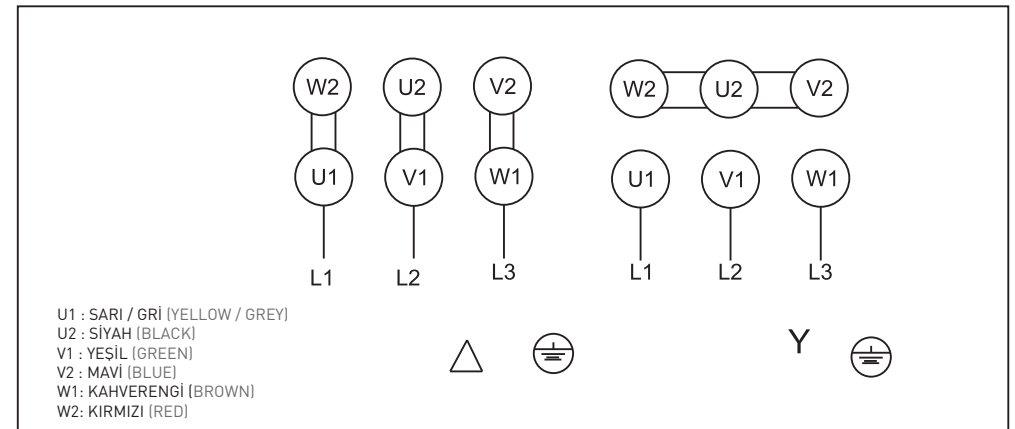 W2 U2 V2 W2 U2 V2
U1 V1 W1 U1 V1 W1
L1 L2 L3 L1 L2 L3
U1 : SARI / GRİ (YELLOW / GREY)
U2 : SİYAH (BLACK)
V1 : YEŞİL (GREEN)
V2 : MAVİ (BLUE)
W1: KAHVERENGİ (BROWN)
W2: KIRMIZI (RED)
Y